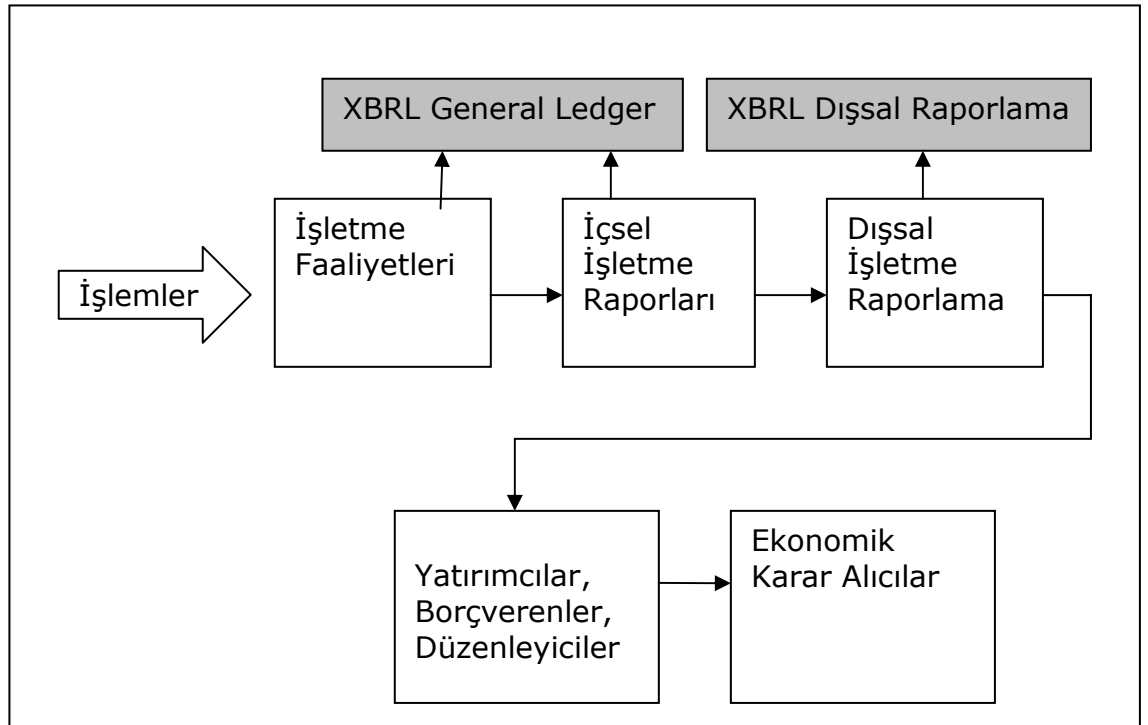 XBRL General Ledger
XBRL Dışsal Raporlama
İşlemler
İşletme
Faaliyetleri
İçsel
İşletme
Raporları
Dışsal
İşletme
Raporlama
Yatırımcılar,
Borçverenler,
Düzenleyiciler
Ekonomik
Karar Alıcılar